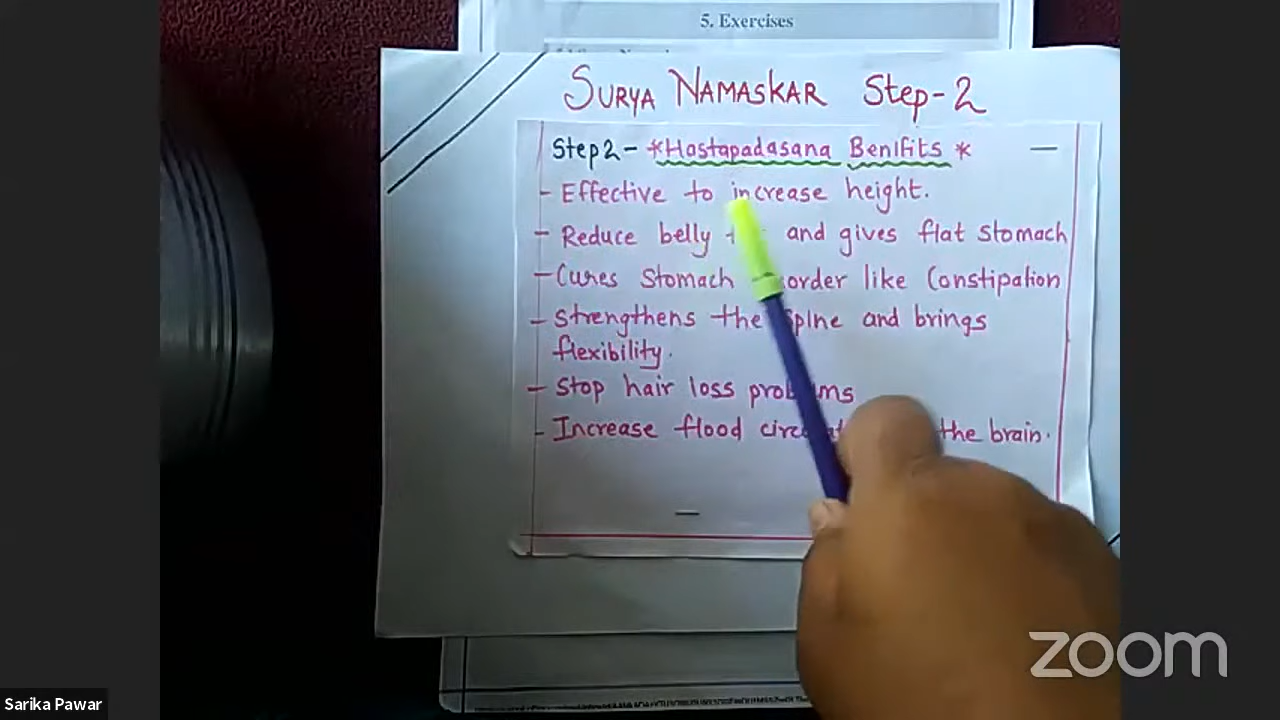 5. Exercises
SURYA NAMASKAR Step-2
Step2- *Hastapadasana Benifits *
- Effective to increase height.
- Reduce belly and gives flat stomach
- Cures stomach order like Constipation
- Strengthens the spine and brings
flexibility.
- Stop hair loss problems
- Increase flood the brain.
zoom
Sarika Pawar